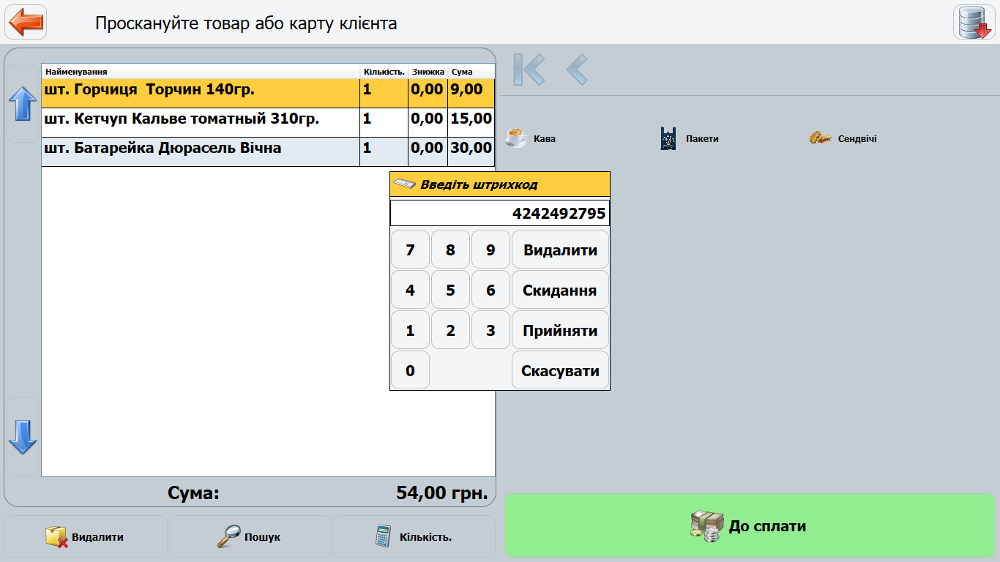 Проскануйте товар або карту клієнта
Найменування Кількість. Знижка Сума
шт. Горчиця  Торчин 140гр. 1 0,00 9,00
шт. Кетчуп Кальве томатный 310гр. 1 0,00 15,00
шт. Батарейка Дюрасель Вічна 1 0,00 30,00
Сума: 54,00 грн.
Видалити Пошук Кількість.
Кава Пакети Сендвічі
Введіть штрихкод
4242492795
7 8 9 Видалити
4 5 6 Скидання
1 2 3 Прийняти
0 Скасувати
До сплати